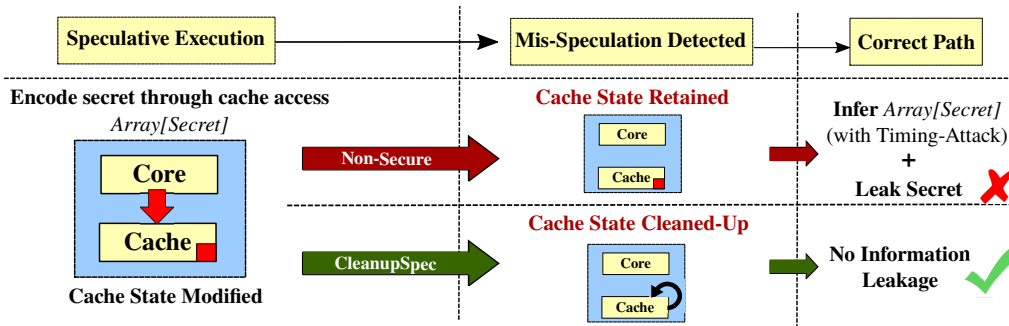 Speculative Execution
Mis-Speculation Detected
Correct Path
Encode secret through cache access
Array[Secret]
Core
Cache
Cache State Modified
Non-Secure
Cache State Retained
Core
Cache
Infer Array[Secret]
(with Timing-Attack)
+
Leak Secret
CleanupSpec
Cache State Cleaned-Up
Core
Cache
No Information
Leakage